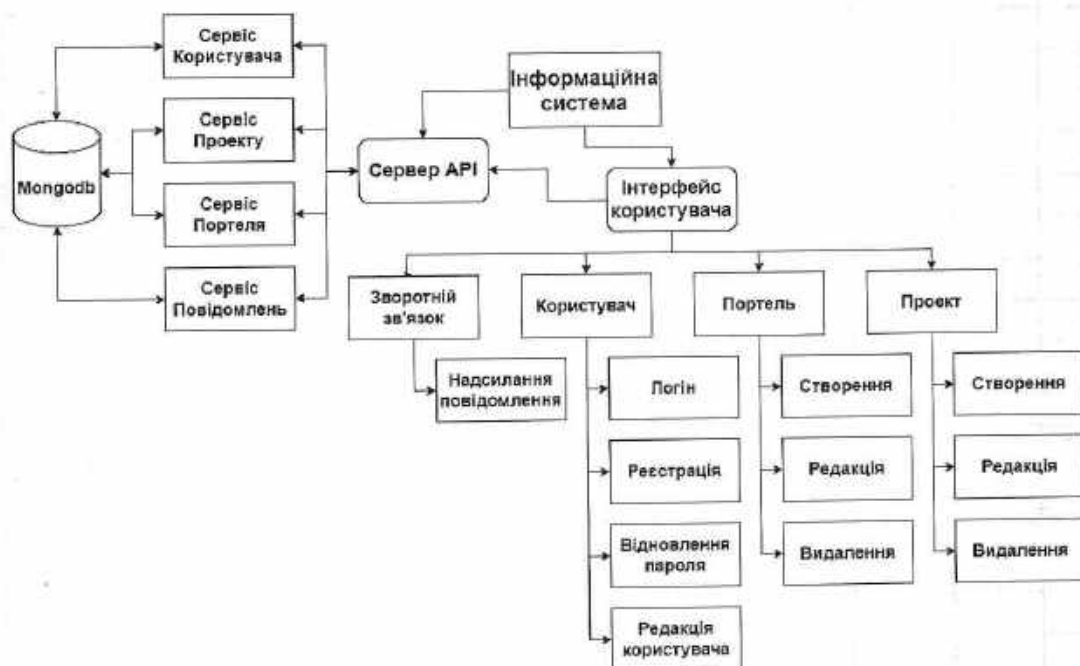 Сервіс
Користувача
Інформаційна
система
Сервіс
Проекту
Mongodb
Сервер API
Інтерфейс
користувача
Сервіс
Портеля
Сервіс
Повідомлень
Зворотній
зв'язок
Користувач
Портель
Проект
Надсилання
повідомлення
Логін
Створення
Створення
Реєстрація
Редакція
Редакція
Відновлення
пароля
Видалення
Видалення
Редакція
користувача